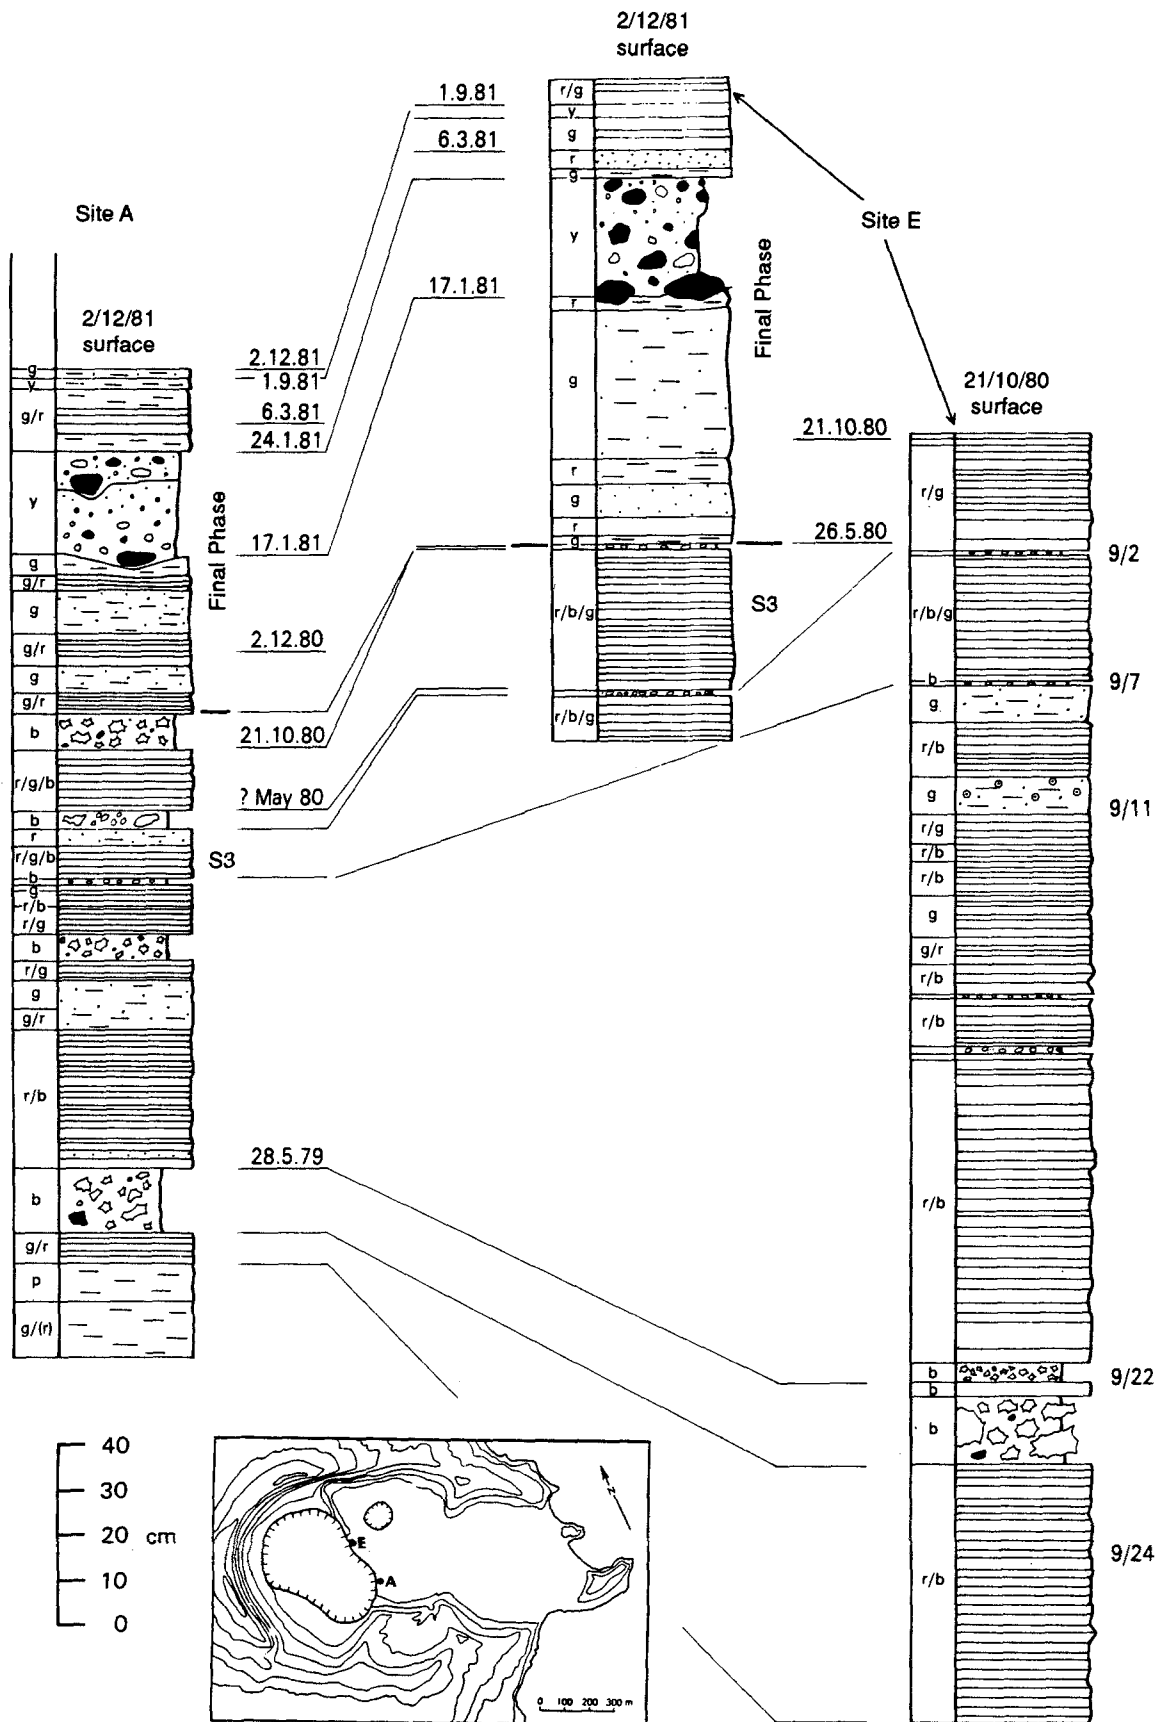 2/12/81
surface
Site A
2/12/81
surface
g
y
g/r
y
g
g/r
g
g/r
g
g/r
b
r/g/b
b
r
r/g/b
b
g
r/b
r/g
b
r/g
g
g/r
r/b
b
g/r
p
g/(r)
Final Phase
S3
2.12.81
1.9.81
6.3.81
24.1.81
17.1.81
2.12.80
21.10.80
? May 80
28.5.79
1.9.81
6.3.81
17.1.81
r/g
y
g
r
g
y
r
g
r
g
r
g
r/b/g
r/b/g
Final Phase
S3
Site E
21/10/80
surface
21.10.80
26.5.80
r/g
r/b/g
b
g
r/b
g
r/g
r/b
r/b
g
g/r
r/b
r/b
r/b
b
b
b
r/b
9/2
9/7
9/11
9/22
9/24
40
30
20 cm
10
0
N
E
A
0 100 200 300 m